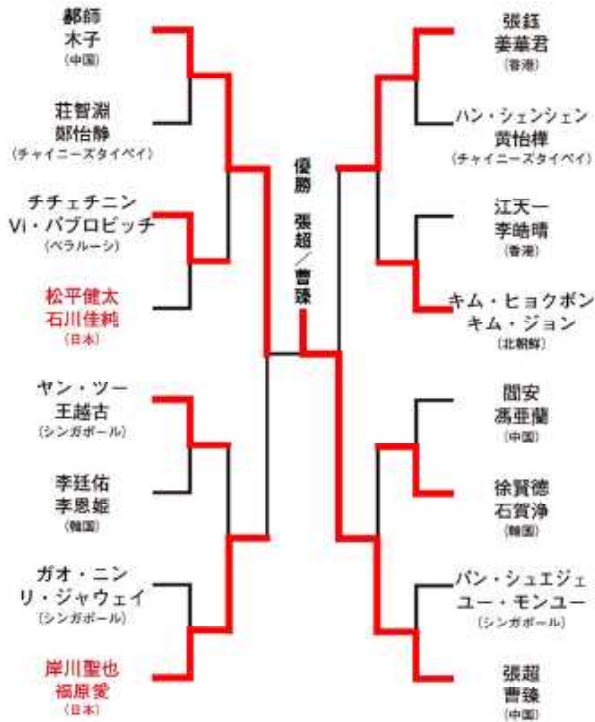 郝帥
木子
(中国)
荘智淵
鄭怡静
(チャイニーズタイペイ)
チチェチニン
Vi・パブロビッチ
(ベラルーシ)
松平健太
石川佳純
(日本)
ヤン・ツー
王越古
(シンガポール)
李廷佑
李恩姫
(韓国)
ガオ・ニン
リ・ジャウェイ
(シンガポール)
岸川聖也
福原愛
(日本)
優勝 張超/曹臻
張鈺
姜華君
(香港)
ハン・シェンシェン
黄怡樺
(チャイニーズタイペイ)
江天一
李皓晴
(香港)
キム・ヒョクボン
キム・ジョン
(北朝鮮)
閻安
馮亜蘭
(中国)
徐賢徳
石賀浄
(韓国)
パン・シュエジェ
ユー・モンユー
(シンガポール)
張超
曹臻
(中国)